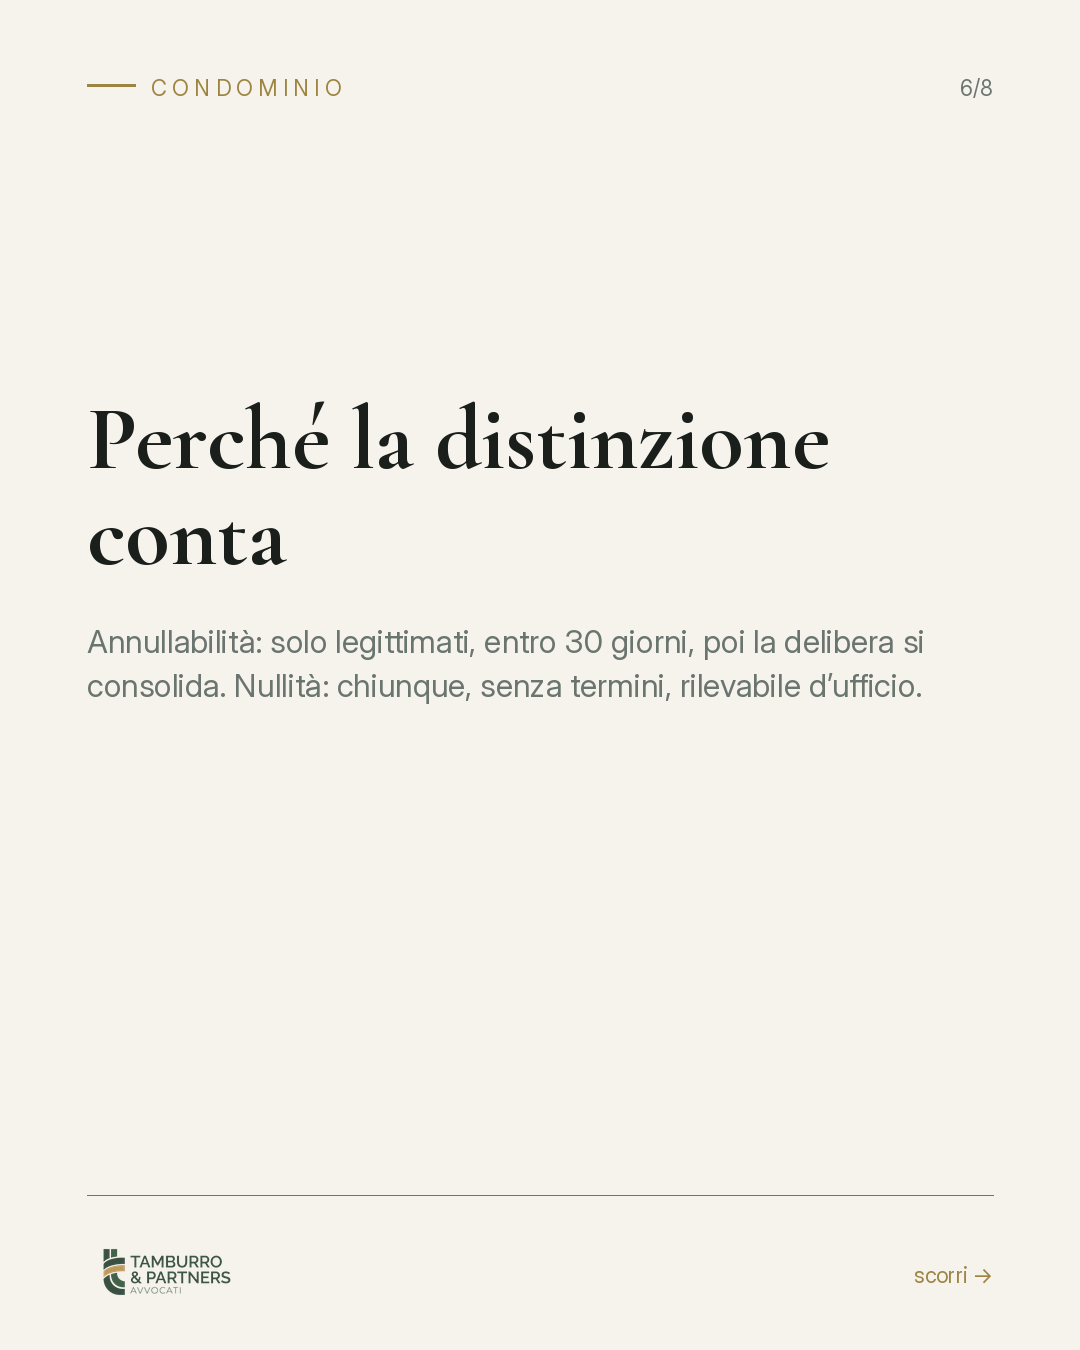 CONDOMINIO
6/8
Perché la distinzione
conta
Annullabilità: solo legittimati, entro 30 giorni, poi la delibera si
consolida. Nullità: chiunque, senza termini, rilevabile d’ufficio.
TAMBURRO
& PARTNERS
AVVOCATI
scorri →